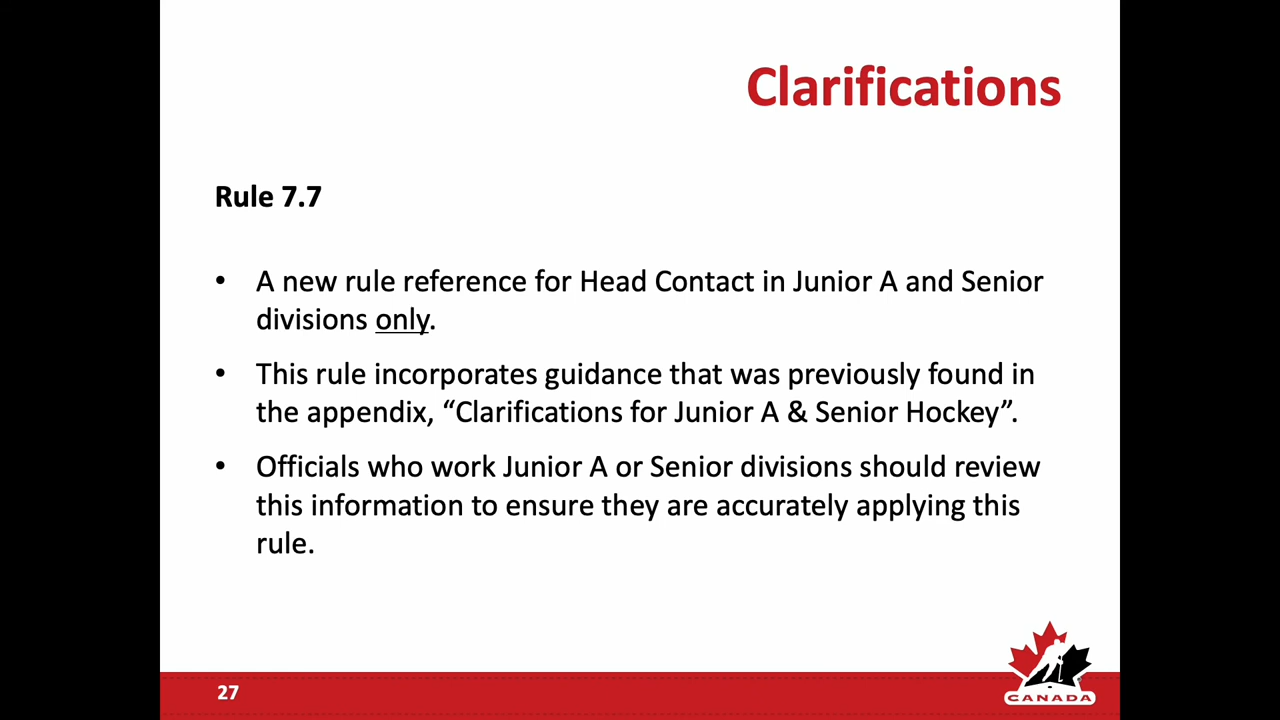 Clarifications
Rule 7.7
• A new rule reference for Head Contact in Junior A and Senior
divisions only.
• This rule incorporates guidance that was previously found in
the appendix, “Clarifications for Junior A & Senior Hockey”.
• Officials who work Junior A or Senior divisions should review
this information to ensure they are accurately applying this
rule.
27
CANADA